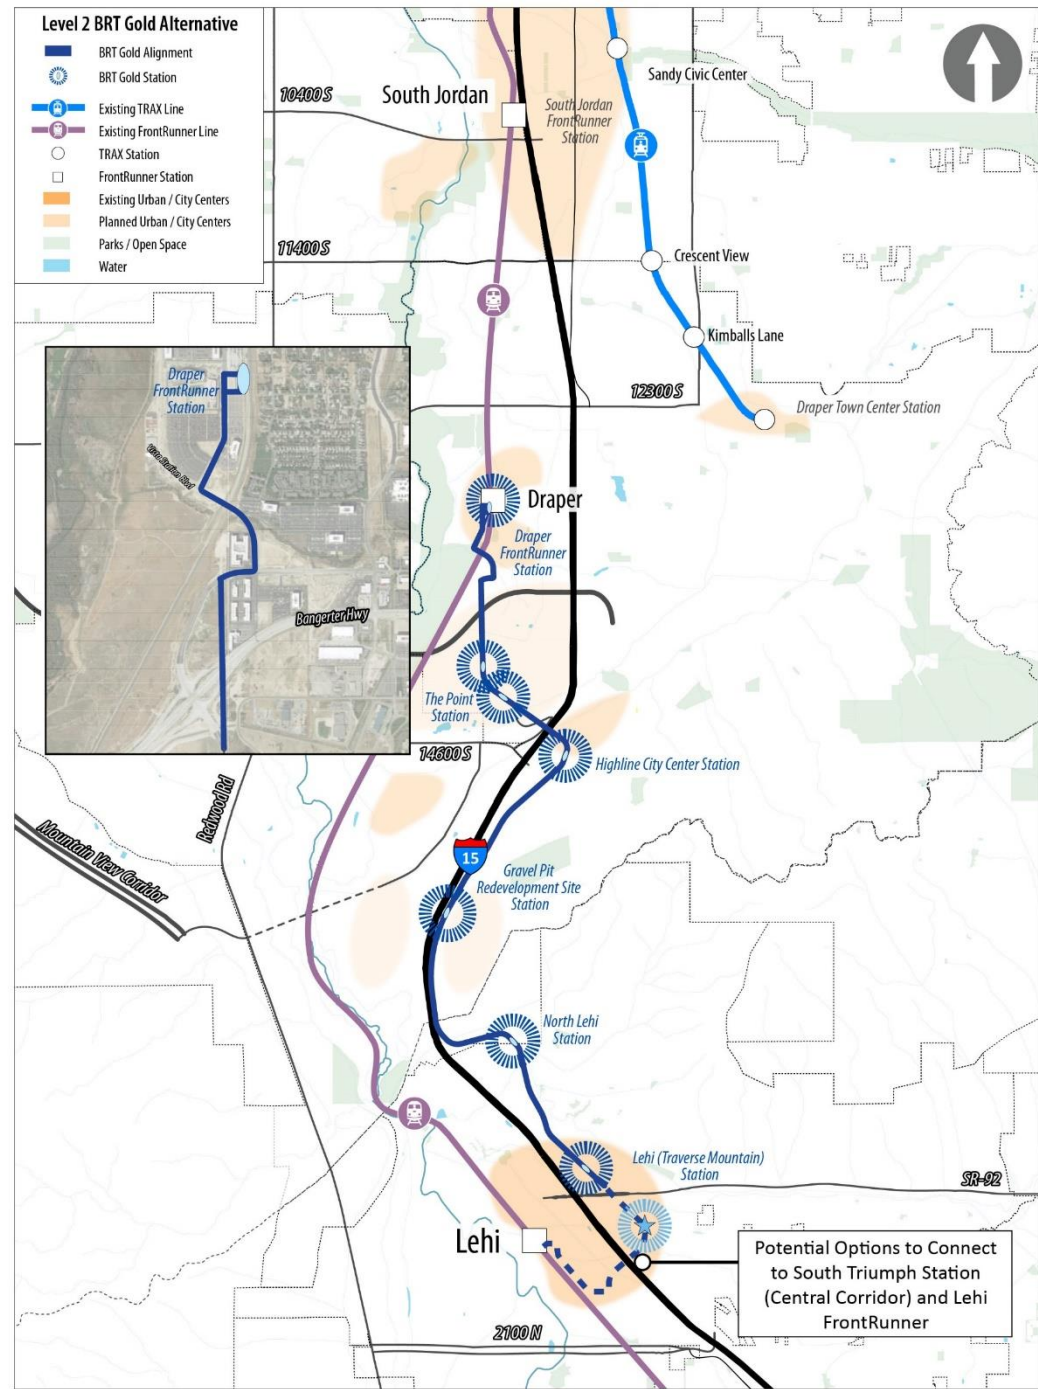 Level 2 BRT Gold Alternative
BRT Gold Alignment
BRT Gold Station
Existing TRAX Line
Existing FrontRunner Line
TRAX Station
FrontRunner Station
Existing Urban / City Centers
Planned Urban / City Centers
Parks / Open Space
Water
10400 S
South Jordan
South Jordan
FrontRunner
Station
Sandy Civic Center
11400 S
Crescent View
Kimballs Lane
12300 S
Draper Town Center Station
Draper
FrontRunner
Station
Bangerter Hwy
Draper
Draper
FrontRunner
Station
The Point
Station
14600 S
Highline City Center Station
Redwood Rd
Mountain View Corridor
15
Gravel Pit
Redevelopment Site
Station
North Lehi
Station
Lehi (Traverse Mountain)
Station
SR-92
Lehi
Potential Options to Connect
to South Triumph Station
(Central Corridor) and Lehi
FrontRunner
2100 N